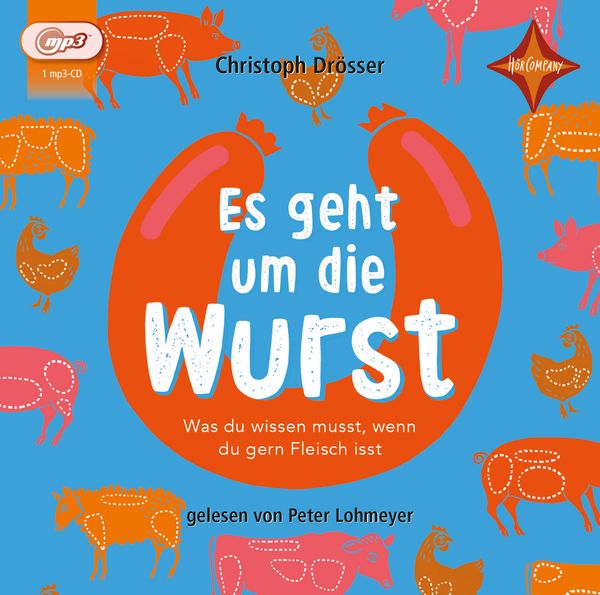 mp3
1 mp3-CD
Christoph Drösser
HÖRCOMPANY
Es geht
um die
Wurst
Was du wissen musst, wenn
du gern Fleisch isst
gelesen von Peter Lohmeyer